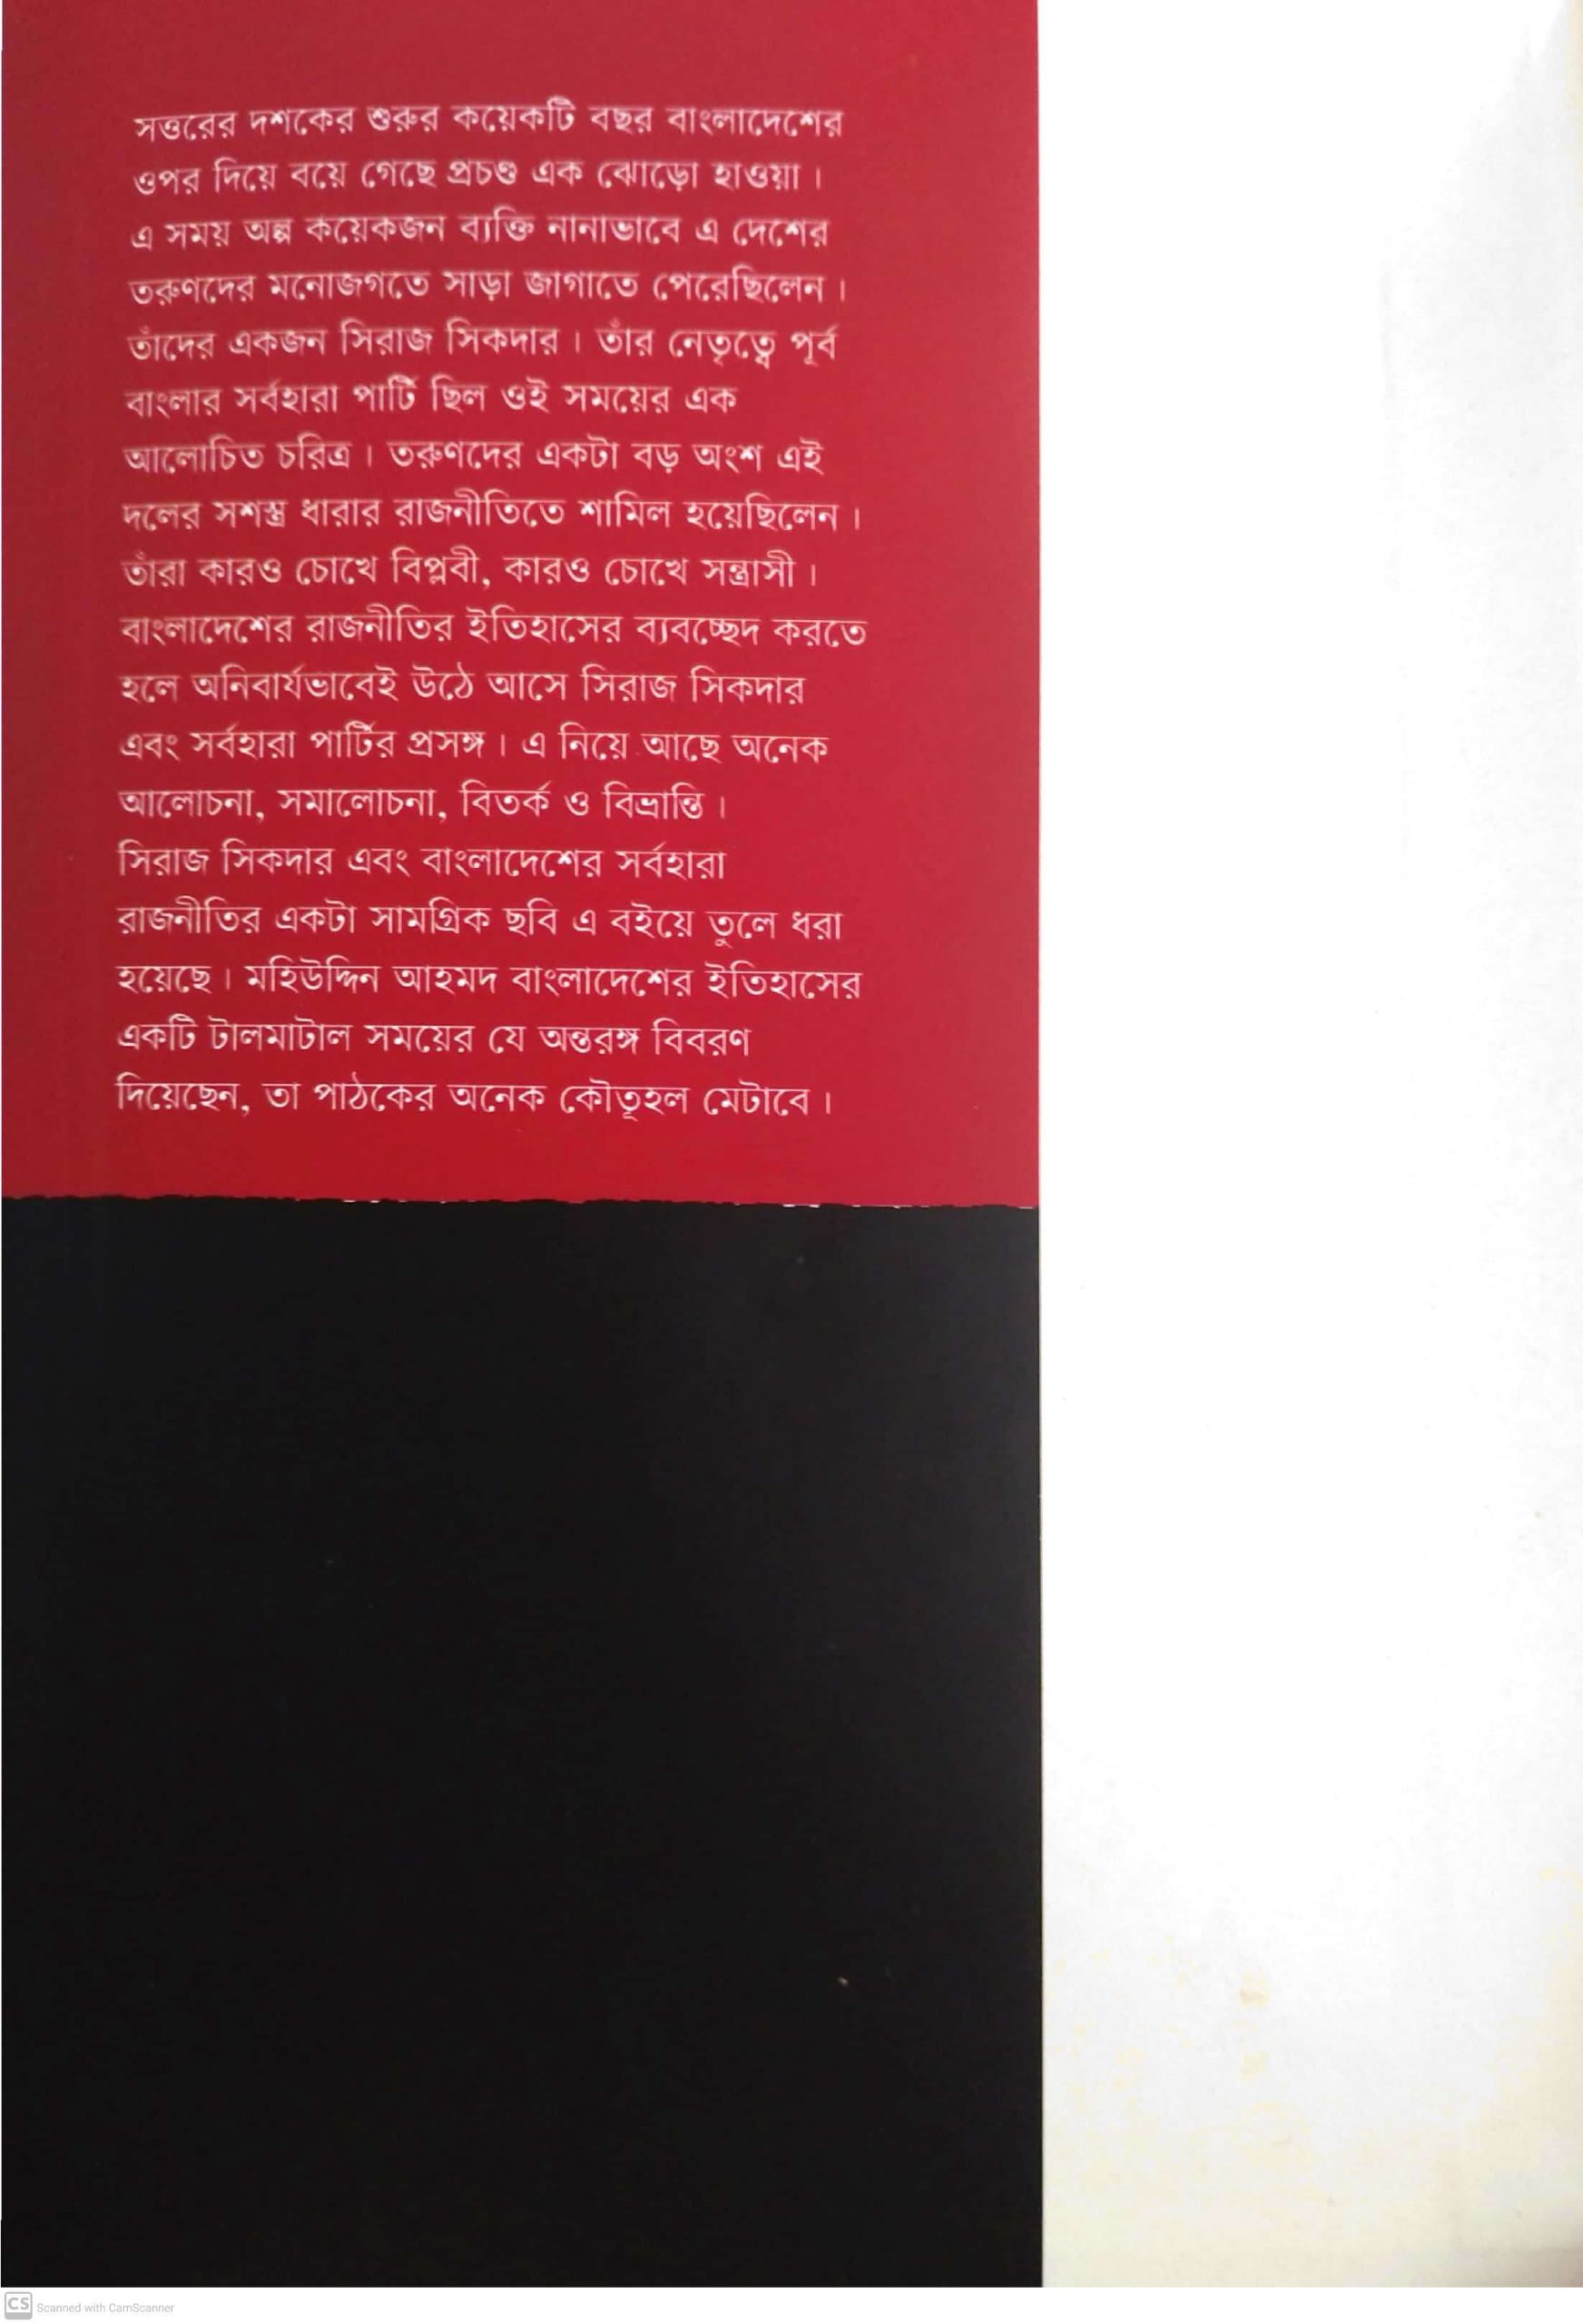 সত্তরের দশকের শুরুর কয়েকটি বছর বাংলাদেশের
ওপর দিয়ে বয়ে গেছে প্রচণ্ড এক ঝোড়ো হাওয়া।
এ সময় অল্প কয়েকজন ব্যক্তি নানাভাবে এ দেশের
তরুণদের মনোজগতে সাড়া জাগাতে পেরেছিলেন।
তাঁদের একজন সিরাজ সিকদার। তাঁর নেতৃত্বে পূর্ব
বাংলার সর্বহারা পার্টি ছিল ওই সময়ের এক
আলোচিত চরিত্র। তরুণদের একটা বড় অংশ এই
দলের সশস্ত্র ধারার রাজনীতিতে শামিল হয়েছিলেন।
তাঁরা কারও চোখে বিপ্লবী, কারও চোখে সন্ত্রাসী।
বাংলাদেশের রাজনীতির ইতিহাসের ব্যবচ্ছেদ করতে
হলে অনিবার্যভাবেই উঠে আসে সিরাজ সিকদার
এবং সর্বহারা পার্টির প্রসঙ্গ। এ নিয়ে আছে অনেক
আলোচনা, সমালোচনা, বিতর্ক ও বিভ্রান্তি।
সিরাজ সিকদার এবং বাংলাদেশের সর্বহারা
রাজনীতির একটা সামগ্রিক ছবি এ বইয়ে তুলে ধরা
হয়েছে। মহিউদ্দিন আহমদ বাংলাদেশের ইতিহাসের
একটি টালমাটাল সময়ের যে অন্তরঙ্গ বিবরণ
দিয়েছেন, তা পাঠকের অনেক কৌতূহল মেটাবে।
CS Scanned with CamScanner